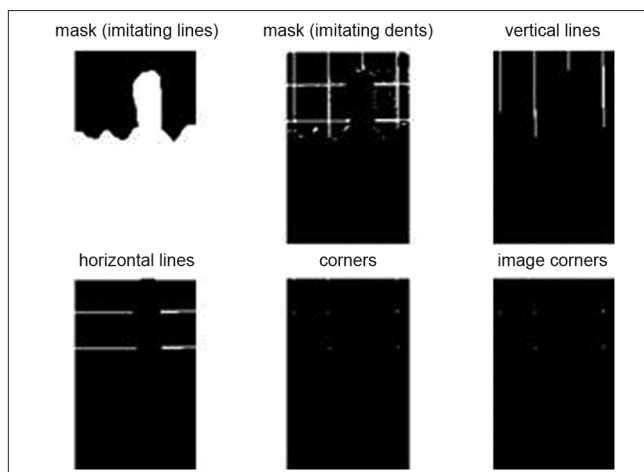 mask (imitating lines)
mask (imitating dents)
vertical lines
horizontal lines
corners
image corners